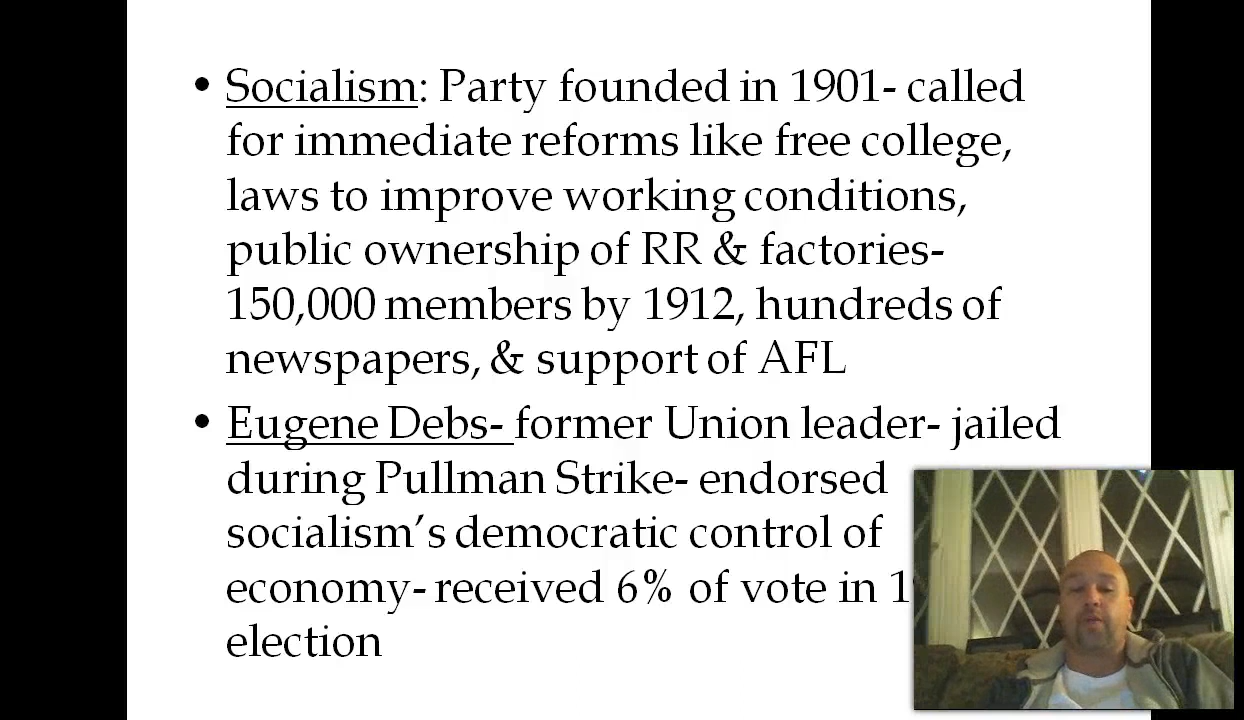 • Socialism: Party founded in 1901- called
for immediate reforms like free college,
laws to improve working conditions,
public ownership of RR & factories-
150,000 members by 1912, hundreds of
newspapers, & support of AFL
• Eugene Debs- former Union leader- jailed
during Pullman Strike- endorsed
socialism's democratic control of
economy- received 6% of vote in
election